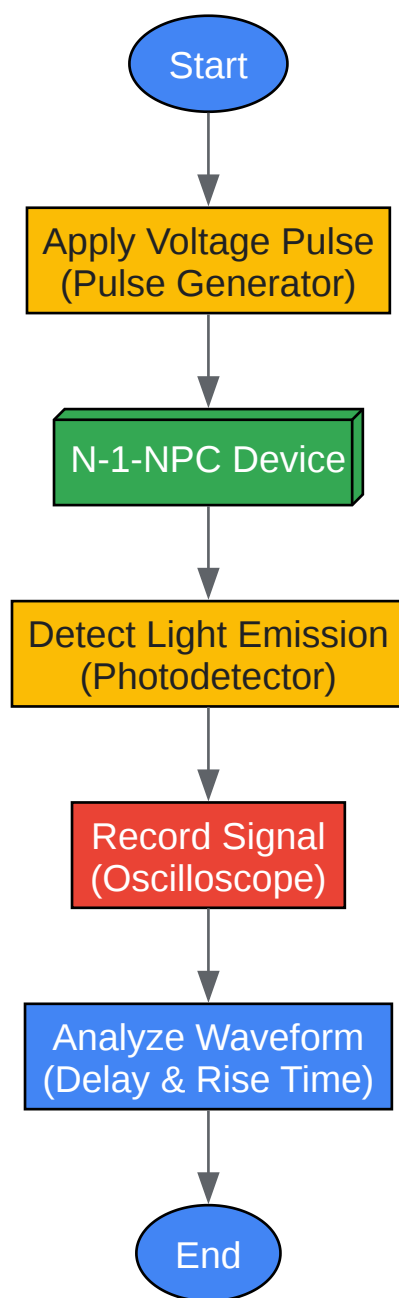 Start
Apply Voltage Pulse
(Pulse Generator)
N-1-NPC Device
Detect Light Emission
(Photodetector)
Record Signal
(Oscilloscope)
Analyze Waveform
(Delay & Rise Time)
End